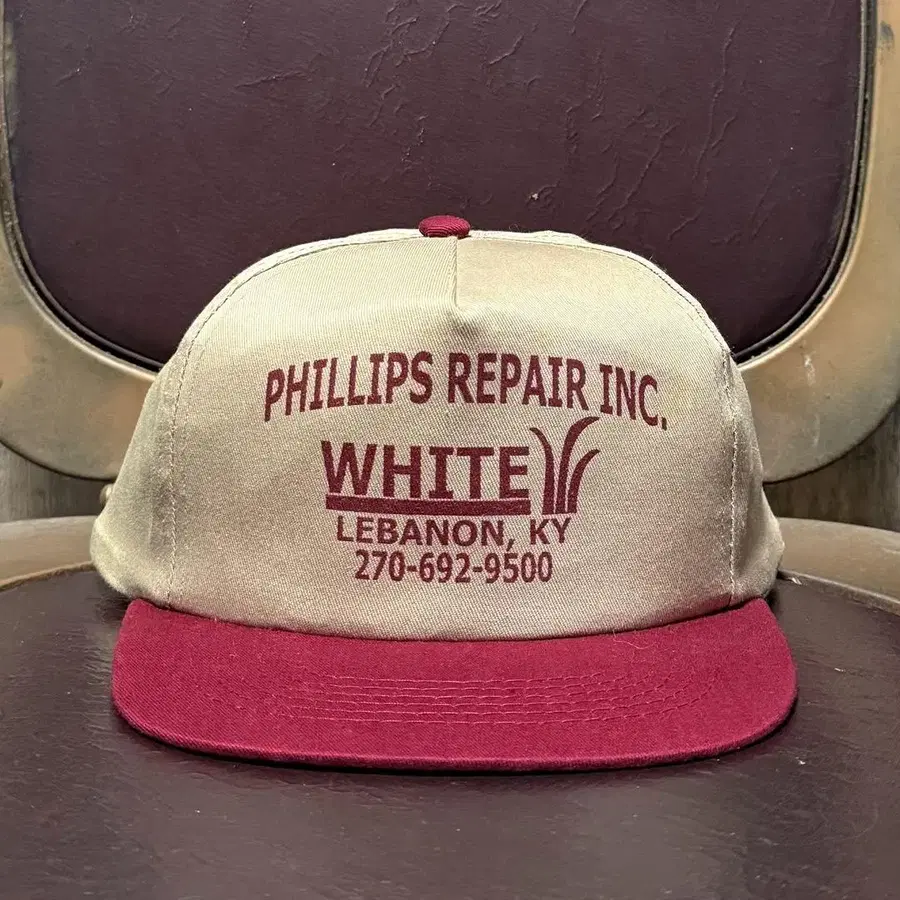 PHILLIPS REPAIR INC.
WHITE
LEBANON, KY
270-692-9500